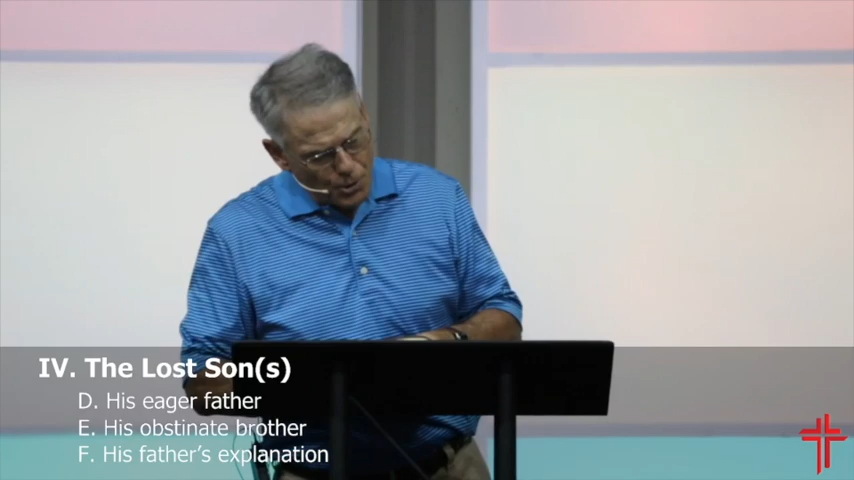 IV. The Lost Son(s)
D. His eager father
E. His obstinate brother
F. His father's explanation